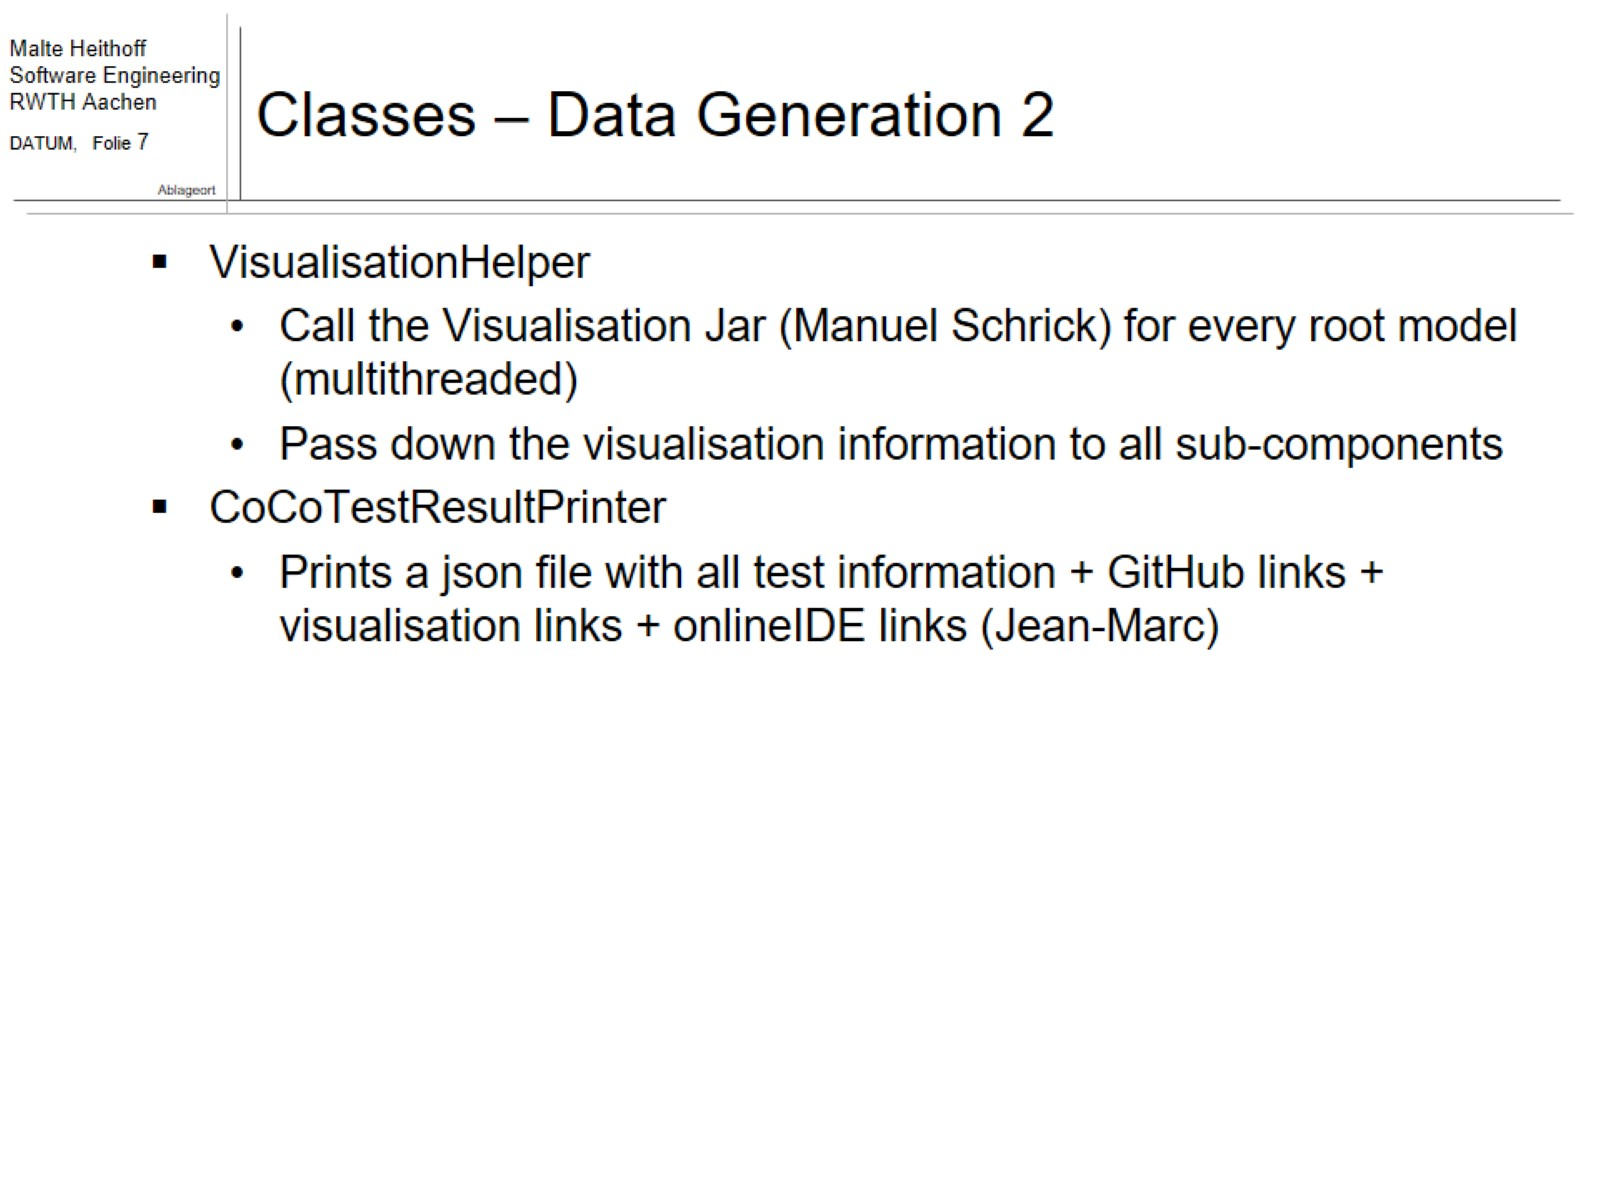 Malte Heithoff
Software Engineering
RWTH Aachen
DATUM, Folie 7
Ablageort
Classes – Data Generation 2
▪ VisualisationHelper
• Call the Visualisation Jar (Manuel Schrick) for every root model
(multithreaded)
• Pass down the visualisation information to all sub-components
▪ CoCoTestResultPrinter
• Prints a json file with all test information + GitHub links +
visualisation links + onlineIDE links (Jean-Marc)